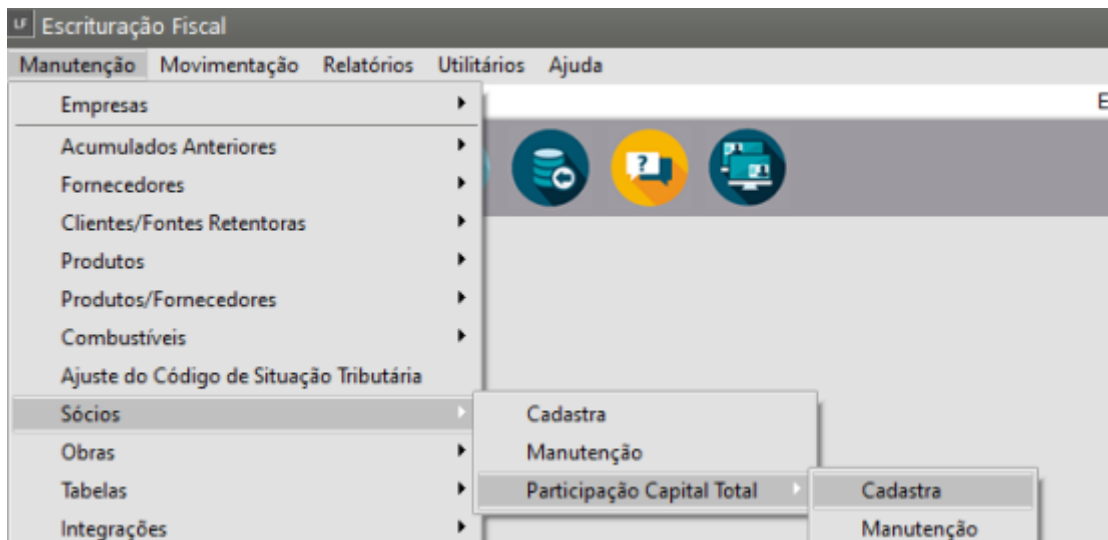 LF Escrituração Fiscal
Manutenção Movimentação Relatórios Utilitários Ajuda
Empresas E
Acumulados Anteriores
Fornecedores ?
Clientes/Fontes Retentoras
Produtos
Produtos/Fornecedores
Combustíveis
Ajuste do Código de Situação Tributária
Sócios Cadastra
Obras Manutenção
Tabelas Participação Capital Total Cadastra
Integrações Manutenção